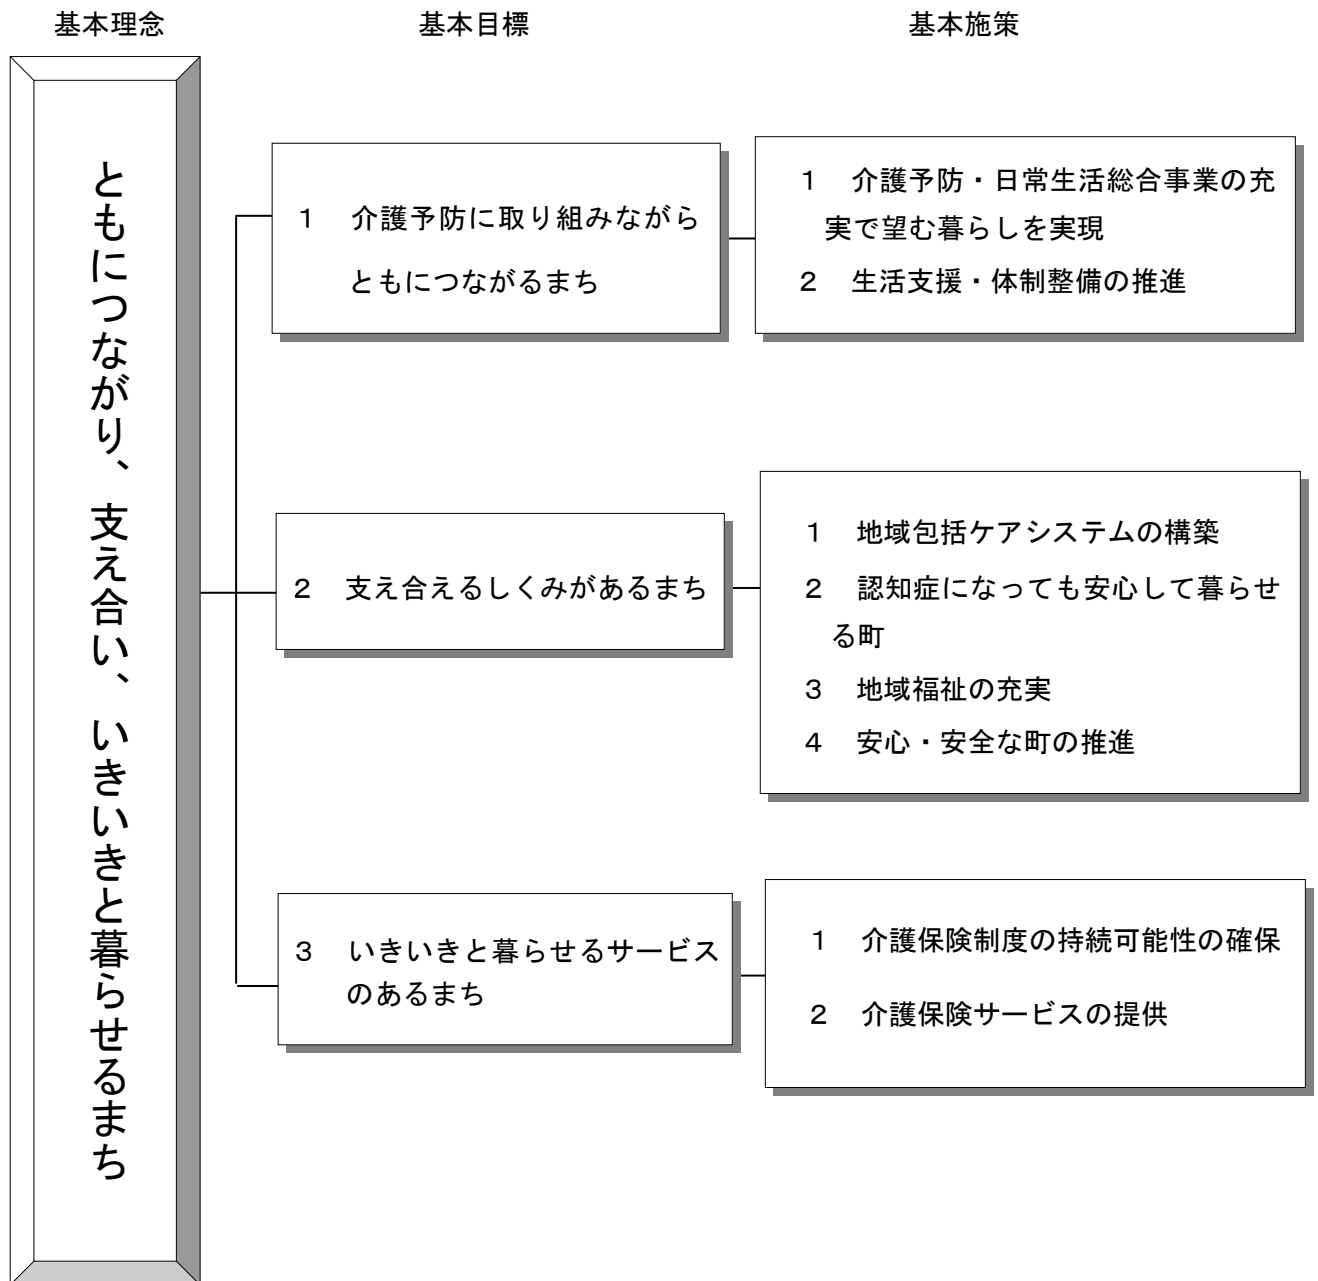 基本理念
基本目標
基本施策
ともにつながり、支え合い、いきいきと暮らせるまち
１　介護予防に取り組みながら
ともにつながるまち
１　介護予防・日常生活総合事業の充
実で望む暮らしを実現
２　生活支援・体制整備の推進
２　支え合えるしくみがあるまち
１　地域包括ケアシステムの構築
２　認知症になっても安心して暮らせ
る町
３　地域福祉の充実
４　安心・安全な町の推進
３　いきいきと暮らせるサービス
のあるまち
１　介護保険制度の持続可能性の確保
２　介護保険サービスの提供